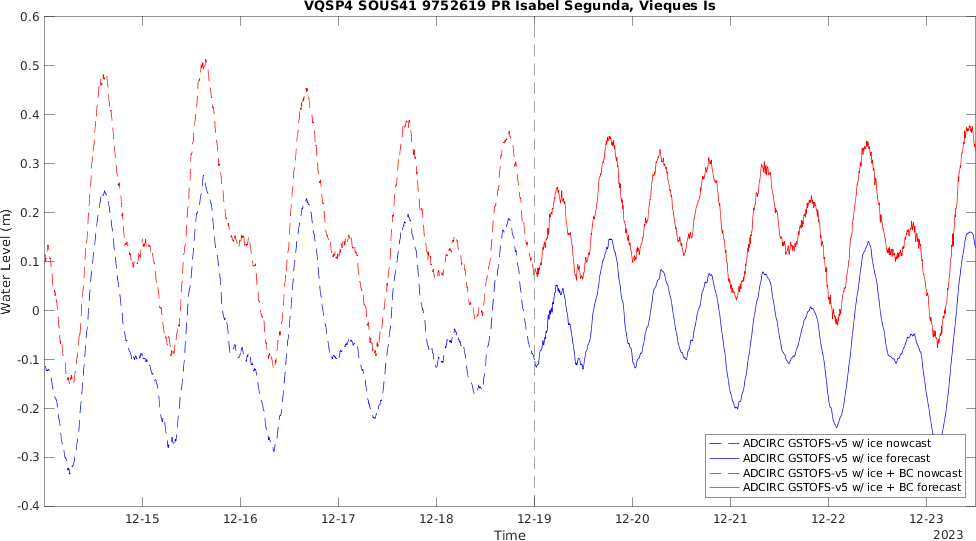 VQSP4 SOUS41 9752619 PR Isabel Segunda, Vieques Is
0.6
0.5
0.4
0.3
0.2
0.1
0
-0.1
-0.2
-0.3
-0.4
Water Level (m)
12-15 12-16 12-17 12-18 12-19 12-20 12-21 12-22 12-23
Time
2023
ADCIRC GSTOFS-v5 w/ ice nowcast
ADCIRC GSTOFS-v5 w/ ice forecast
ADCIRC GSTOFS-v5 w/ ice + BC nowcast
ADCIRC GSTOFS-v5 w/ ice + BC forecast